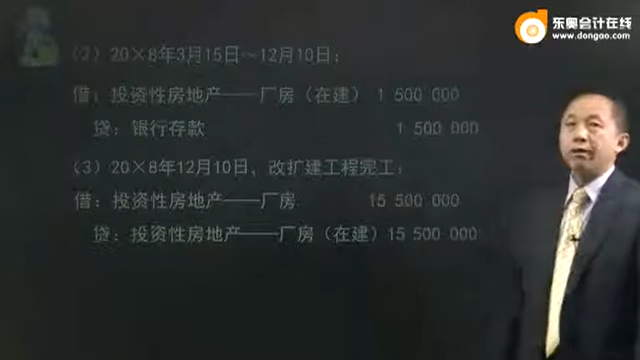 东奥会计在线
www.dongao.com
（2）20×8年3月15日～12月10日：
借：投资性房地产——厂房（在建） 1 500 000
贷：银行存款 1 500 000
（3）20×8年12月10日，改扩建工程完工：
借：投资性房地产——厂房 15 500 000
贷：投资性房地产——厂房（在建）15 500 000